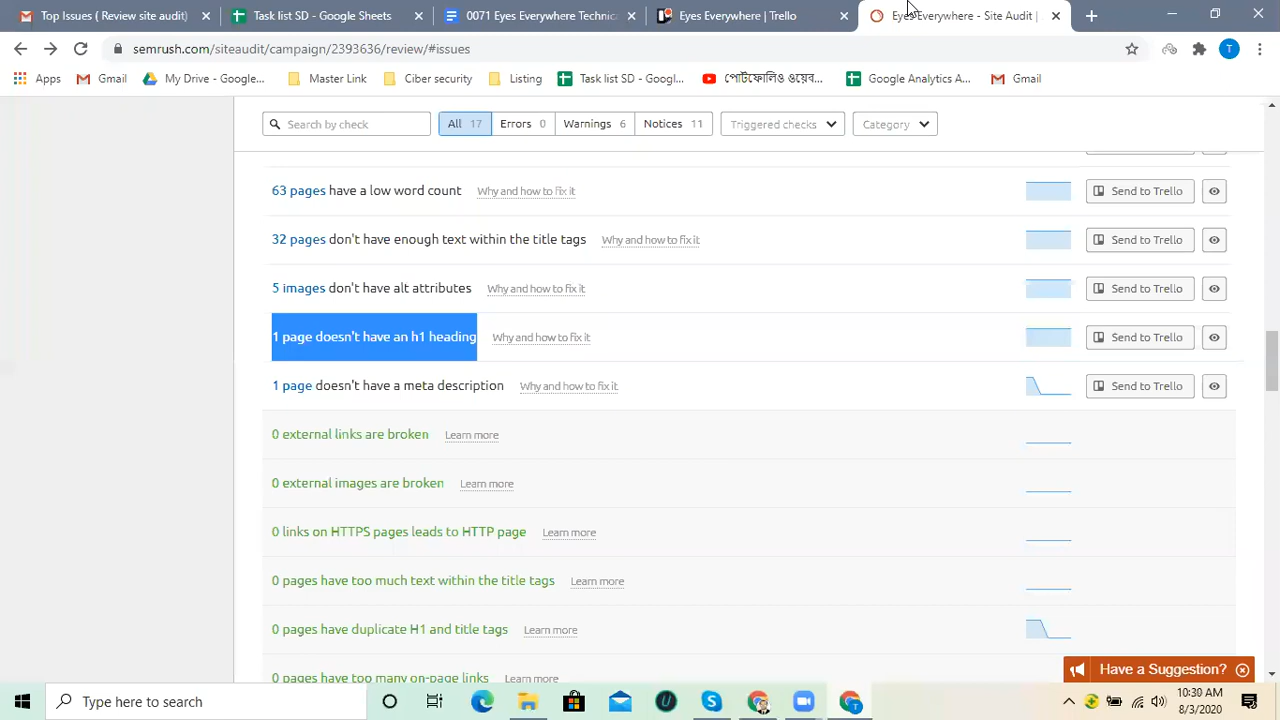 Top Issues ( Review site audit)
Task list SD - Google Sheets
0071 Eyes Everywhere Technica
Eyes Everywhere | Trello
Eyes Everywhere - Site Audit |
semrush.com/siteaudit/campaign/2393636/review/#issues
T
Apps
Gmail
My Drive - Google...
Master Link
Ciber security
Listing
Task list SD - Googl...
পোর্টফোলিও ওয়েব...
Google Analytics A...
Gmail
Search by check
All 17
Errors 0
Warnings 6
Notices 11
Triggered checks
Category
63 pages have a low word count Why and how to fix it Send to Trello
32 pages don't have enough text within the title tags Why and how to fix it Send to Trello
5 images don't have alt attributes Why and how to fix it Send to Trello
1 page doesn't have an h1 heading Why and how to fix it Send to Trello
1 page doesn't have a meta description Why and how to fix it Send to Trello
0 external links are broken Learn more
0 external images are broken Learn more
0 links on HTTPS pages leads to HTTP page Learn more
0 pages have too much text within the title tags Learn more
0 pages have duplicate H1 and title tags Learn more
0 pages have too many on-page links Learn more
Have a Suggestion?
Type here to search
10:30 AM
8/3/2020